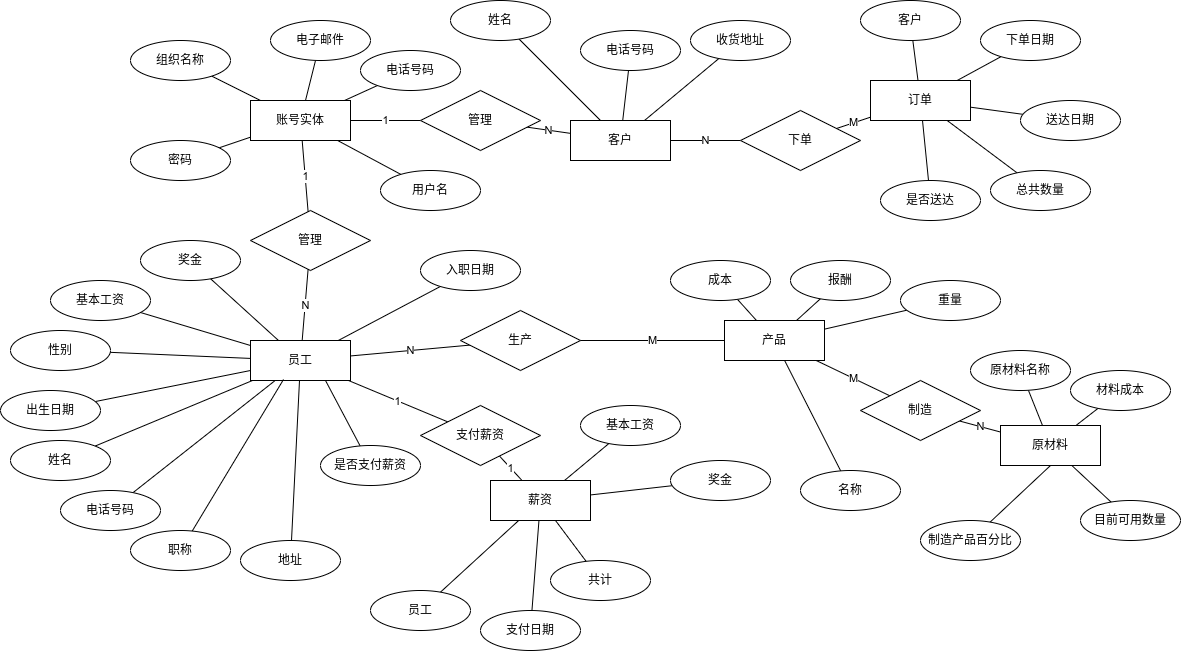 姓名
客户
电子邮件
电话号码
收货地址
下单日期
组织名称
电话号码
账号实体
1
管理
N
客户
N
下单
M
订单
送达日期
密码
用户名
1
是否送达
总共数量
管理
奖金
入职日期
基本工资
N
成本
报酬
重量
性别
员工
N
生产
M
产品
出生日期
1
M
原材料名称
材料成本
姓名
支付薪资
基本工资
制造
N
原材料
是否支付薪资
1
奖金
名称
电话号码
薪资
目前可用数量
职称
地址
制造产品百分比
共计
员工
支付日期